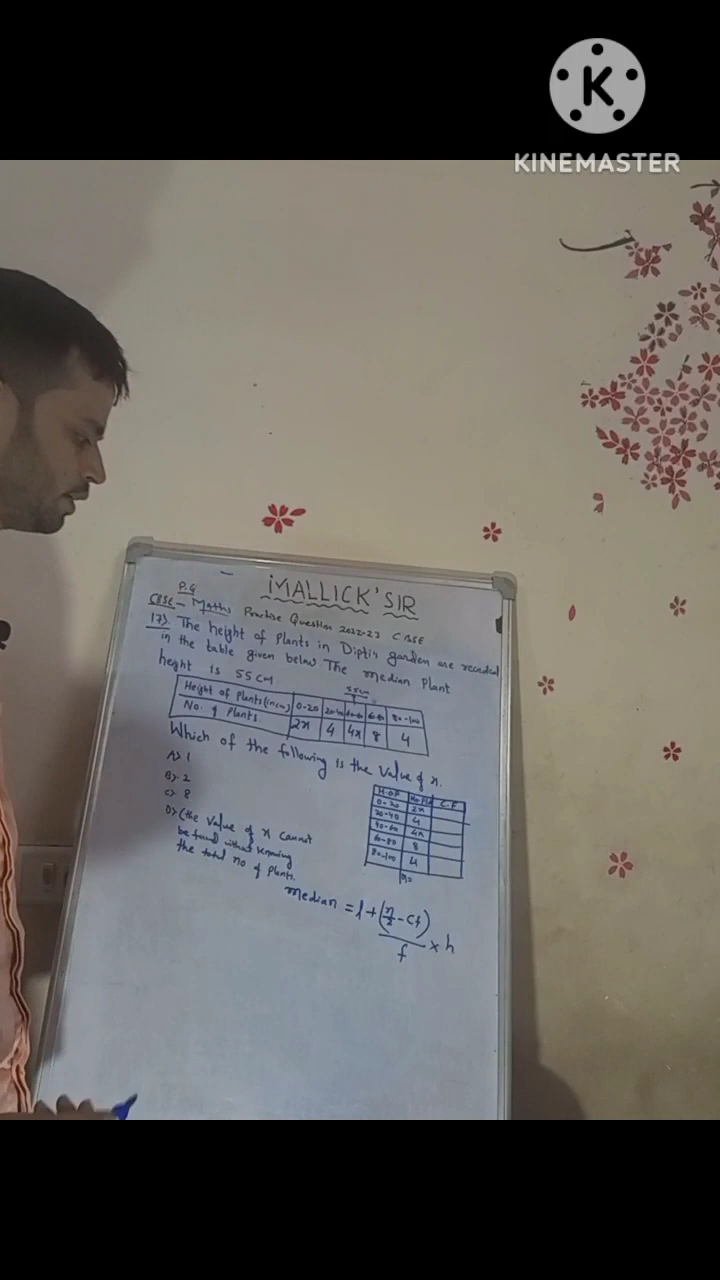 KINEMASTER
MALLICK'SIR
P.Q
CBSE - Maths Practise Question 2022-23 CBSE
17). The height of Plants in Dipti's garden are recorded
in the table given below The median Plant
height is 55 cm
55cm
Height of Plants (in cm) 0-20 20-40 40-60 60-80 80-100
No. of Plants. 2x 4 4x 8 4
Which of the following is the value of x.
A) 1
B) 2
C) 8
D) (the value of x cannot
be found without knowing
the total no of plants.
H.O.P C.F
0-20 2x
20-40 4
40-60 4x
60-80 8
80-100 4
n=
median = l + (n/2 - cf)
f × h